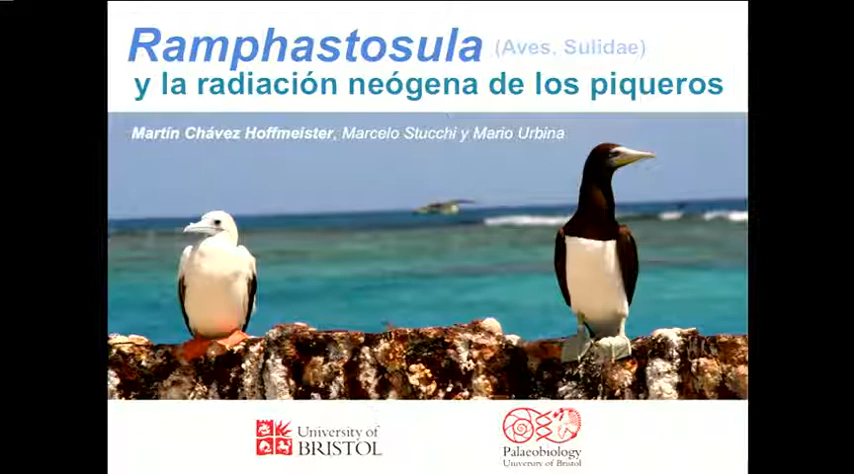 Ramphastosula (Aves, Sulidae)
y la radiación neógena de los piqueros
Martín Chávez Hoffmeister, Marcelo Stucchi y Mario Urbina
University of
BRISTOL
Palaeobiology
University of Bristol